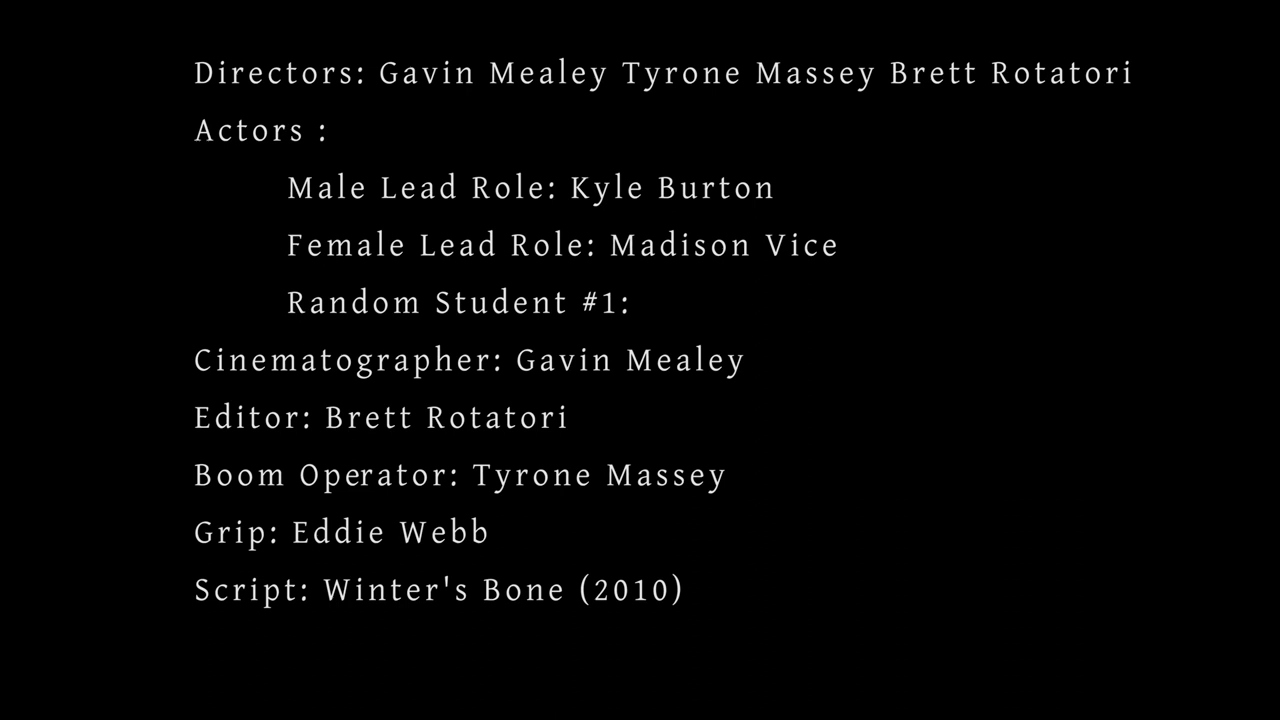 Directors: Gavin Mealey Tyrone Massey Brett Rotatori
Actors :
Male Lead Role: Kyle Burton
Female Lead Role: Madison Vice
Random Student #1:
Cinematographer: Gavin Mealey
Editor: Brett Rotatori
Boom Operator: Tyrone Massey
Grip: Eddie Webb
Script: Winter's Bone (2010)